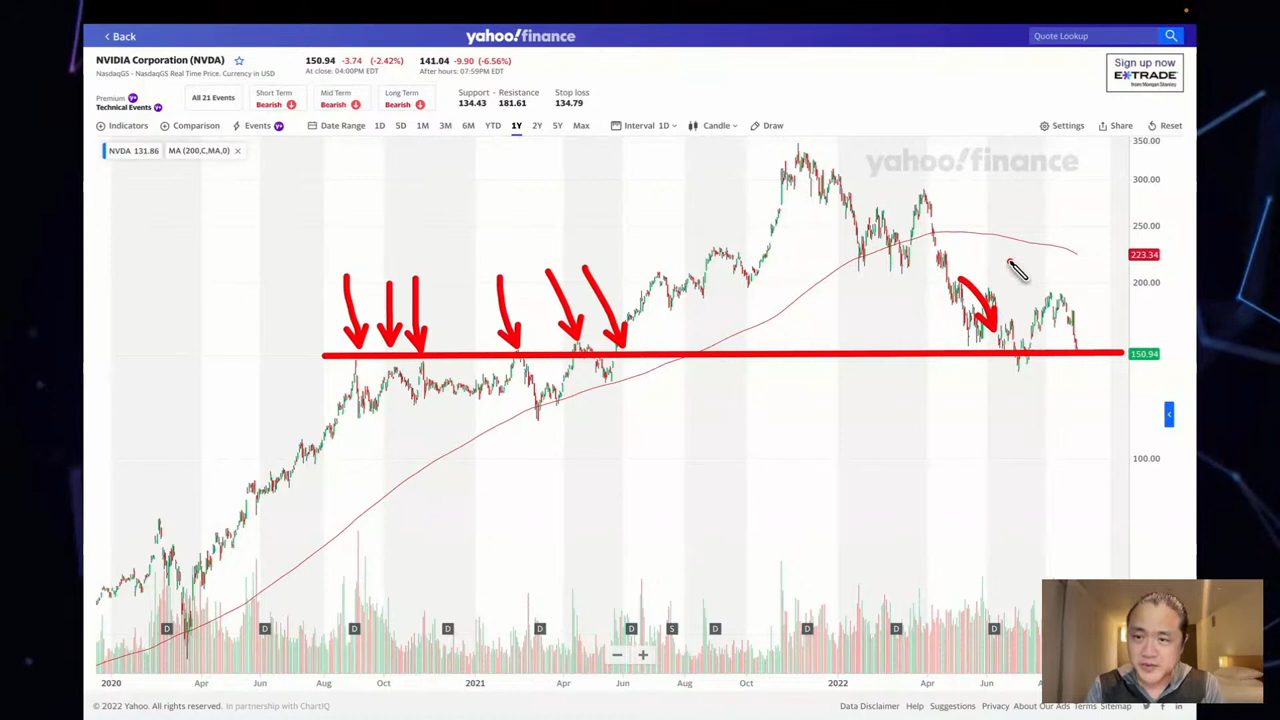 Back
yahoo!finance
Quote Lookup
NVIDIA Corporation (NVDA)
NasdaqGS - NasdaqGS Real Time Price. Currency in USD
150.94 -3.74 (-2.42%)
At close: 04:00PM EDT
141.04 -9.90 (-6.56%)
After hours: 07:59PM EDT
Sign up now
E*TRADE
from Morgan Stanley
Premium Y+
Technical Events Y+
All 21 Events
Short Term
Bearish
Mid Term
Bearish
Long Term
Bearish
Support - Resistance
134.43 181.61
Stop loss
134.79
Indicators Comparison Events Y+ Date Range 1D 5D 1M 3M 6M YTD 1Y 2Y 5Y Max Interval 1D Candle Draw Settings Share Reset
NVDA 131.86 MA (200,C,MA,0)
yahoo!finance
350.00
300.00
250.00
223.34
200.00
150.94
100.00
D D D D D D S D D D D
2020 Apr Jun Aug Oct 2021 Apr Jun Aug Oct 2022 Apr Jun
© 2022 Yahoo. All rights reserved. In partnership with ChartIQ
Data Disclaimer Help Suggestions Privacy About Our Ads Terms Sitemap